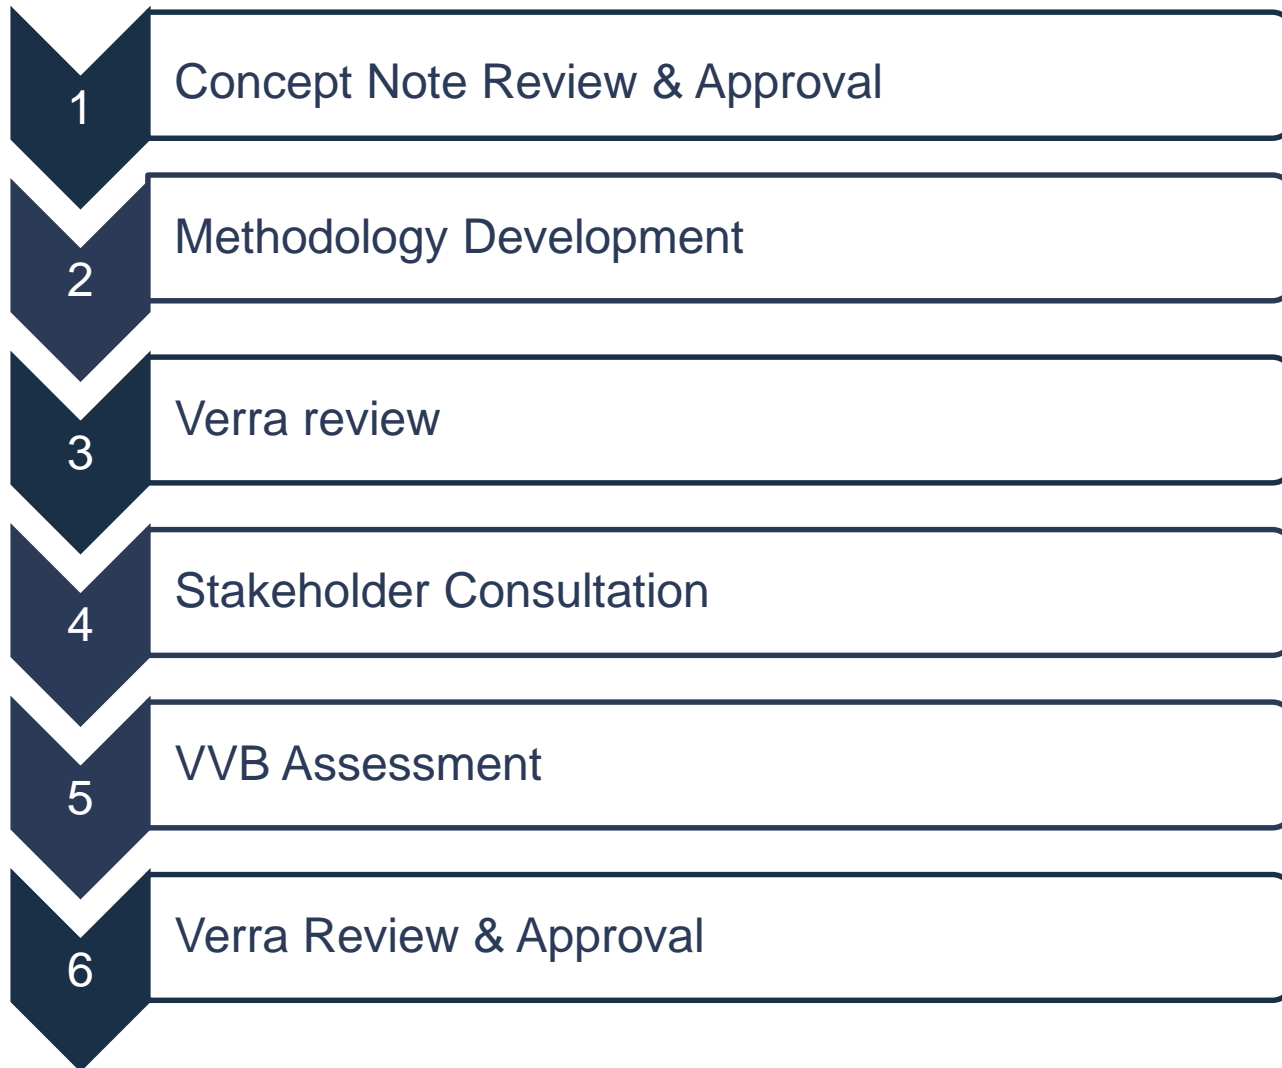 1
Concept Note Review & Approval
2
Methodology Development
3
Verra review
4
Stakeholder Consultation
5
VVB Assessment
6
Verra Review & Approval